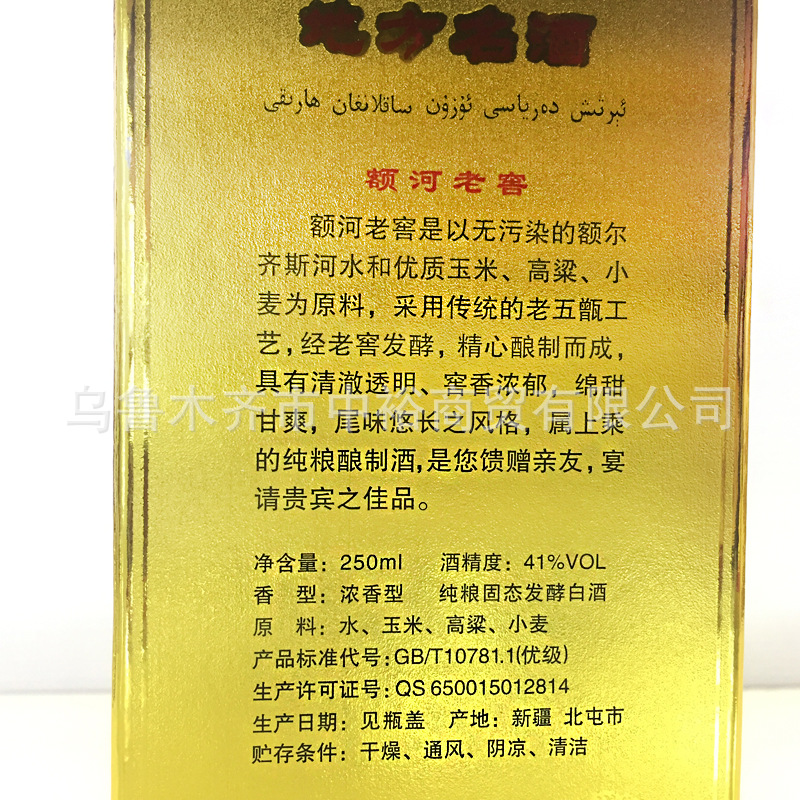 地方名酒
ئېرتىش دەرياسى ئۇزۇن ساقلانغان ھارىقى
额河老窖
额河老窖是以无污染的额尔
齐斯河水和优质玉米、高粱、小
麦为原料，采用传统的老五甑工
艺，经老窖发酵，精心酿制而成，
具有清澈透明、窖香浓郁，绵甜
乌鲁木齐市中裕商贸有限公司
甘爽，尾味悠长之风格，属上乘
的纯粮酿制酒，是您馈赠亲友，宴
请贵宾之佳品。
净含量：250ml 酒精度：41%VOL
香 型：浓香型 纯粮固态发酵白酒
原 料：水、玉米、高粱、小麦
产品标准代号：GB/T10781.1(优级)
生产许可证号：QS 650015012814
生产日期：见瓶盖 产地：新疆 北屯市
贮存条件：干燥、通风、阴凉、清洁